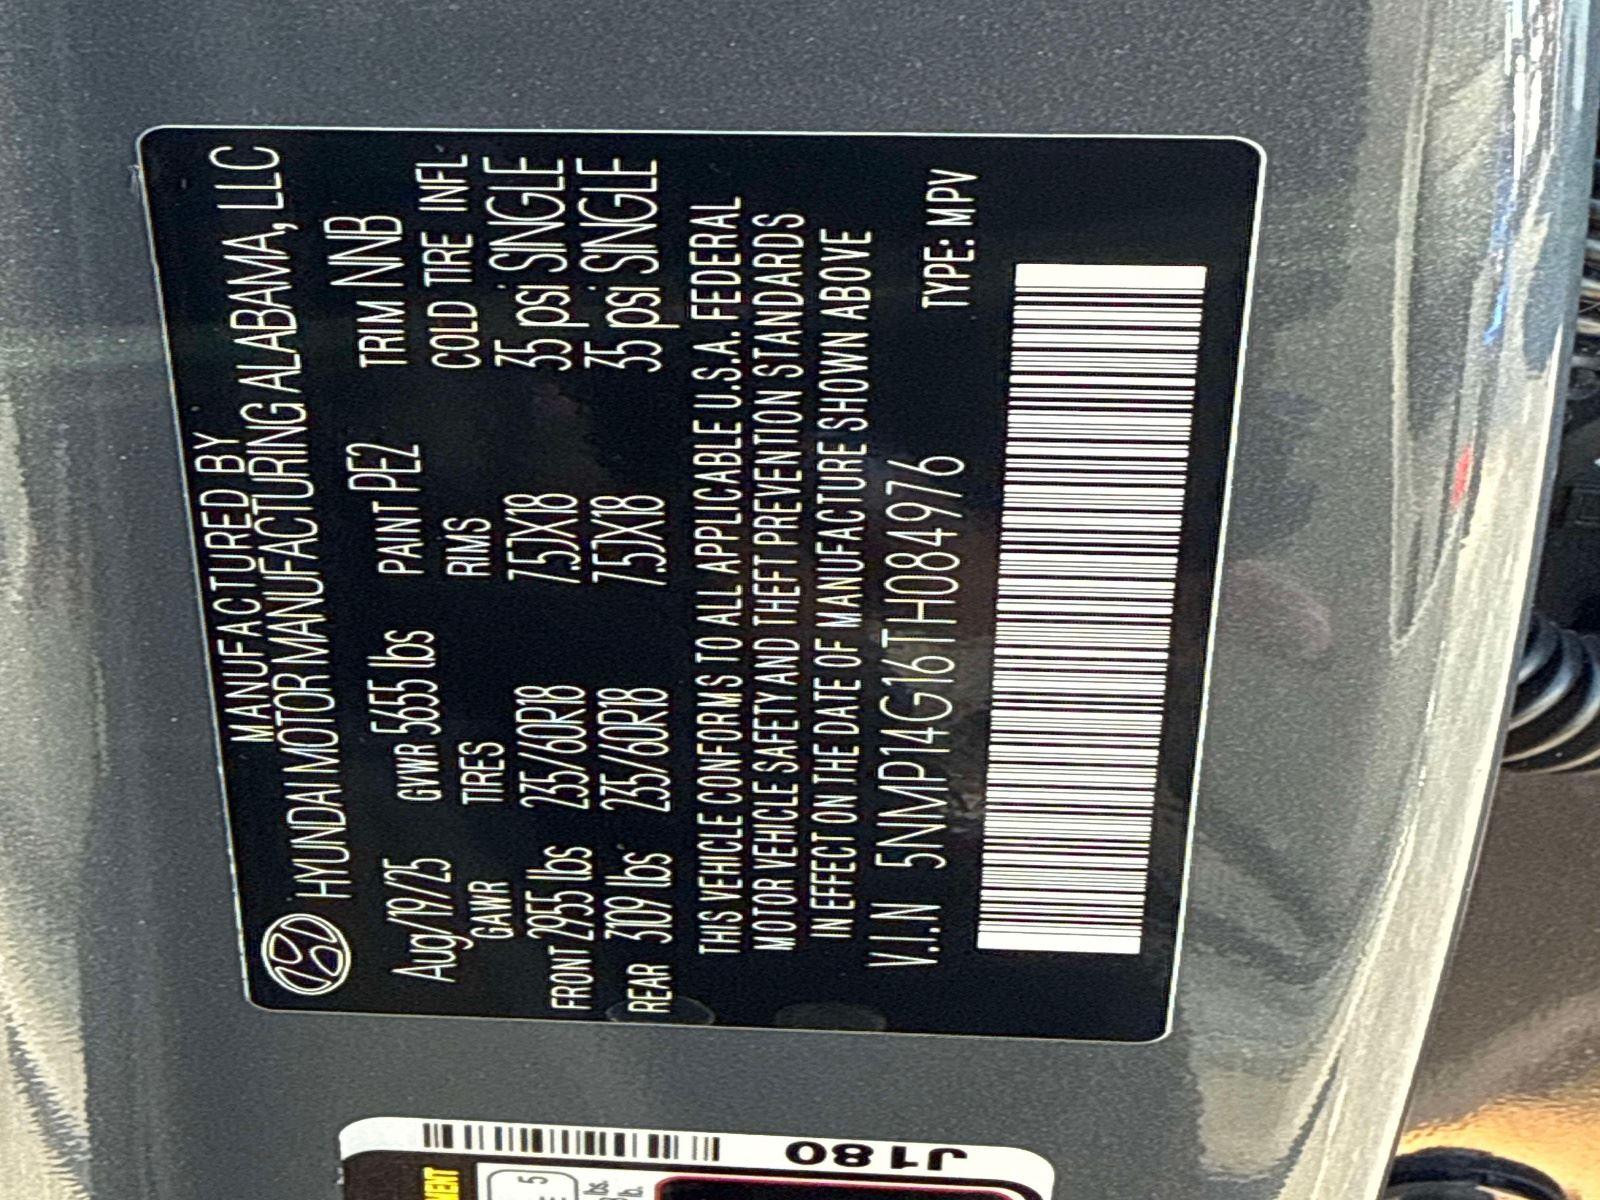 MANUFACTURED BY
HYUNDAI MOTOR MANUFACTURING ALABAMA, LLC
Aug/19/25 GVWR 5655 lbs PAINT PE2 TRIM NNB
GAWR TIRES RIMS COLD TIRE INFL
FRONT 2955 lbs 235/60R18 7.5JX18 35 psi SINGLE
REAR 3109 lbs 235/60R18 7.5JX18 35 psi SINGLE
THIS VEHICLE CONFORMS TO ALL APPLICABLE U.S.A. FEDERAL
MOTOR VEHICLE SAFETY AND THEFT PREVENTION STANDARDS
IN EFFECT ON THE DATE OF MANUFACTURE SHOWN ABOVE
V.I.N 5NMP14G16TH084976 TYPE: MPV
J180
5